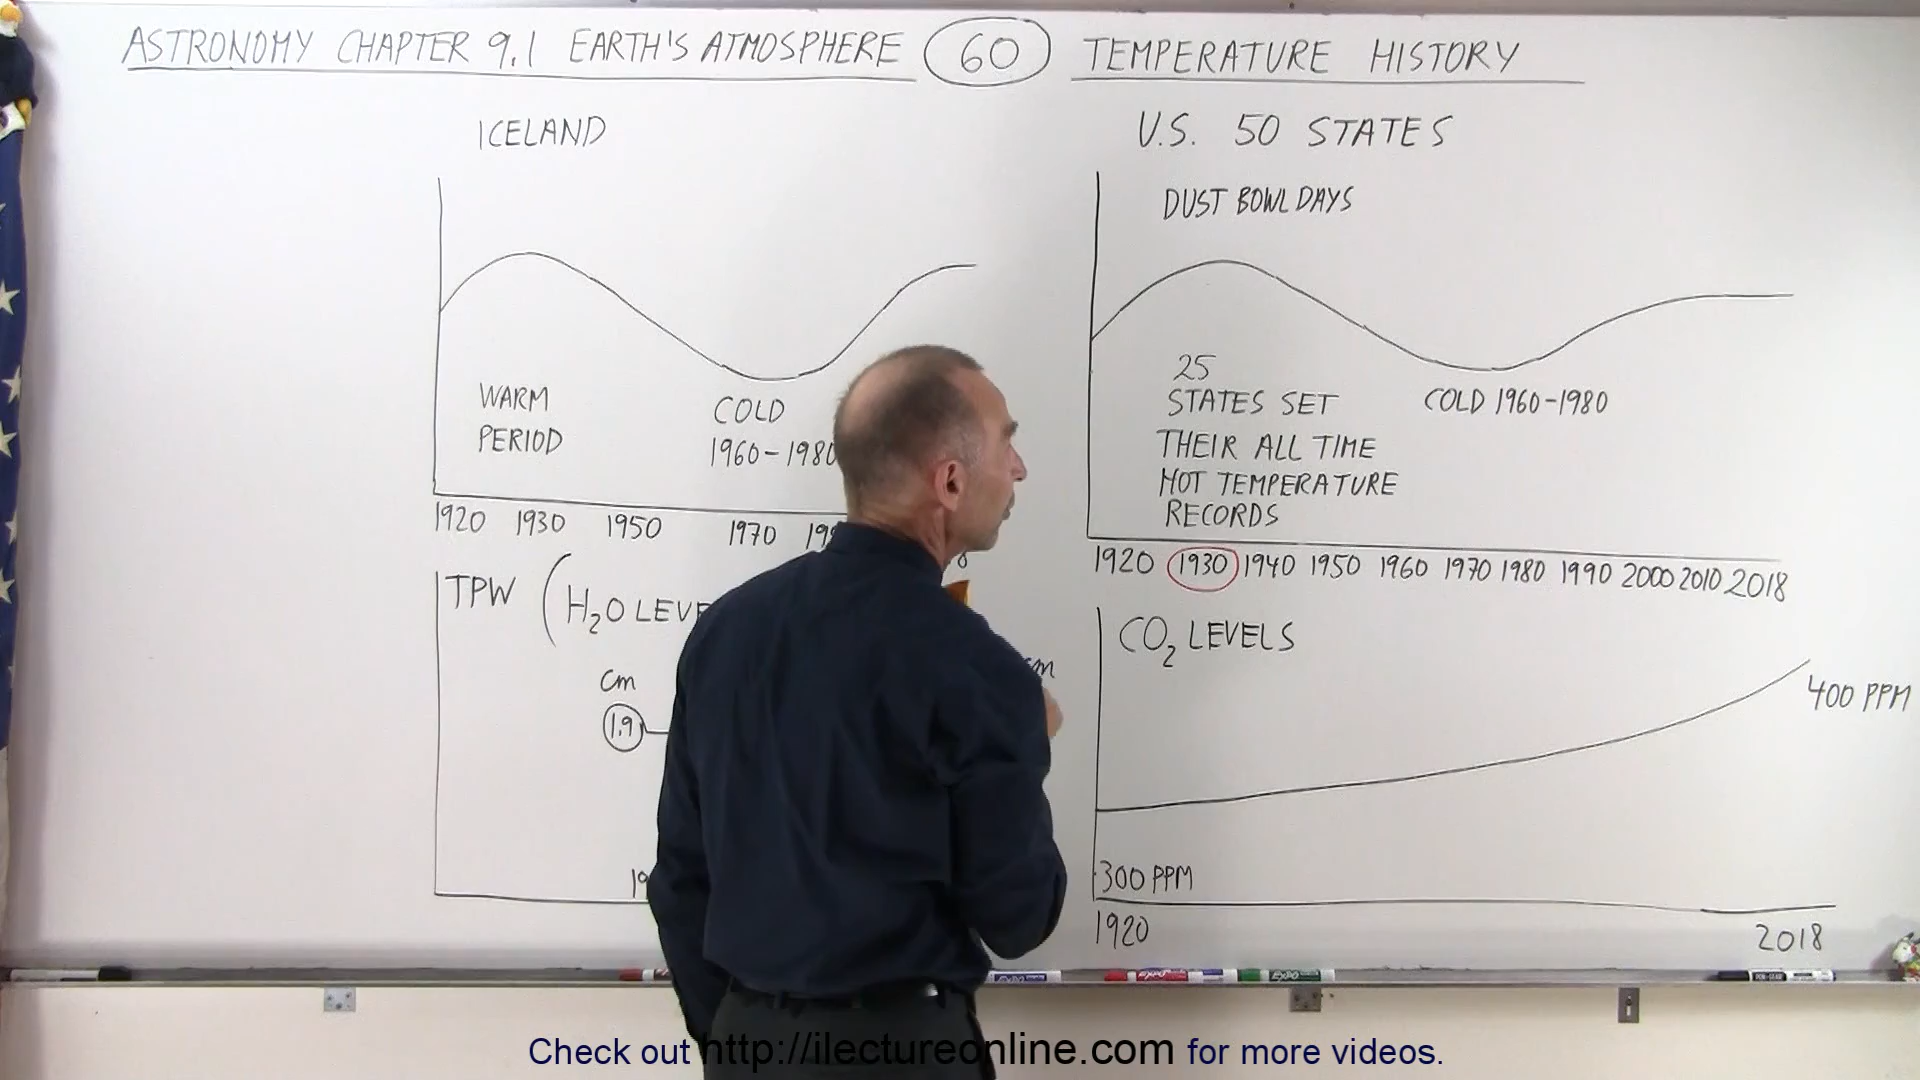 ASTRONOMY CHAPTER 9.1 EARTH'S ATMOSPHERE 60 TEMPERATURE HISTORY
ICELAND
WARM
PERIOD
COLD
1960-1980
1920 1930 1950 1970
TPW (H2O LEVE
cm
1.9
U.S. 50 STATES
DUST BOWL DAYS
25
STATES SET
THEIR ALL TIME
HOT TEMPERATURE
RECORDS
COLD 1960-1980
1920 1930 1940 1950 1960 1970 1980 1990 2000 2010 2018
cm
CO2 LEVELS
400 PPM
300 PPM
1920 2018
Check out http://ilectureonline.com for more videos.